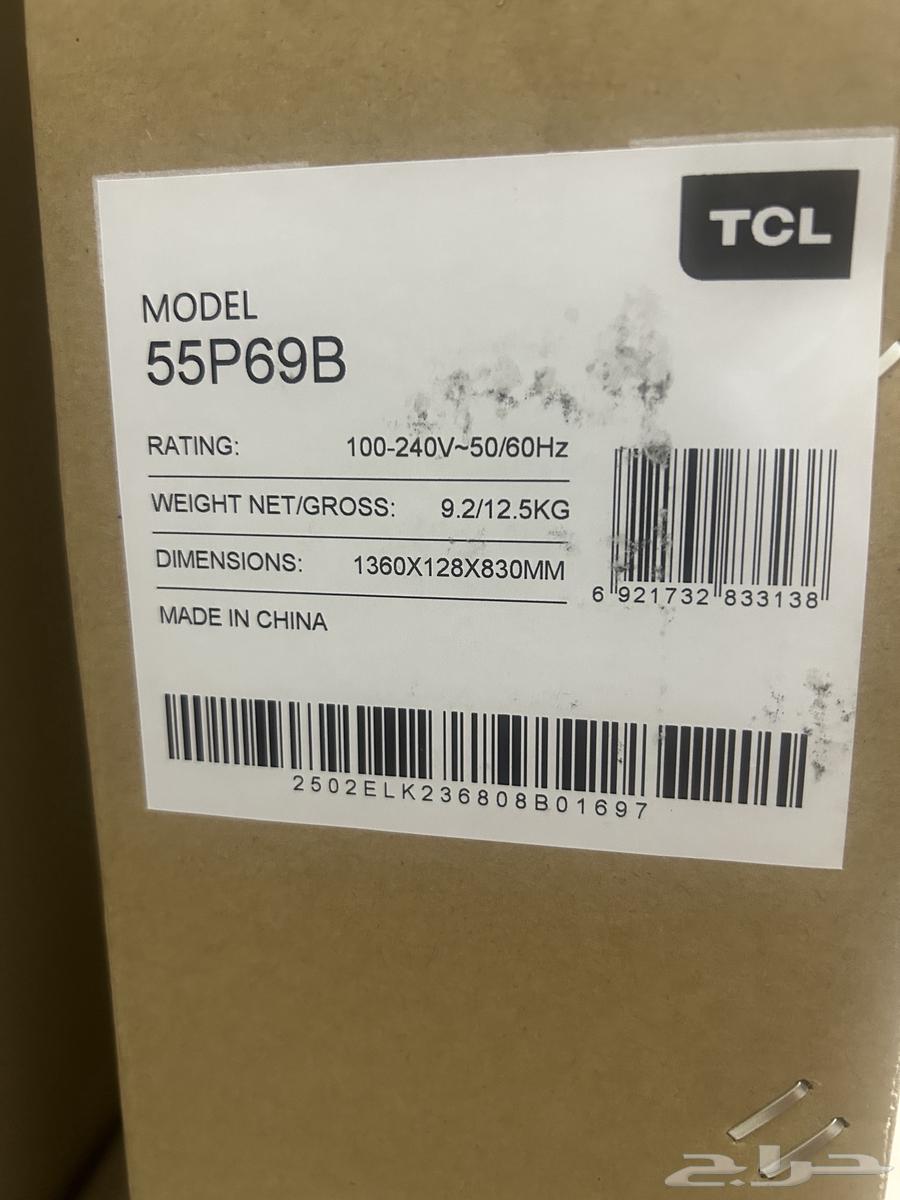 TCL
MODEL
55P69B
RATING: 100-240V~50/60Hz
WEIGHT NET/GROSS: 9.2/12.5KG
DIMENSIONS: 1360X128X830MM
MADE IN CHINA
6 921732 833138
2502ELK236808B01697
حراج